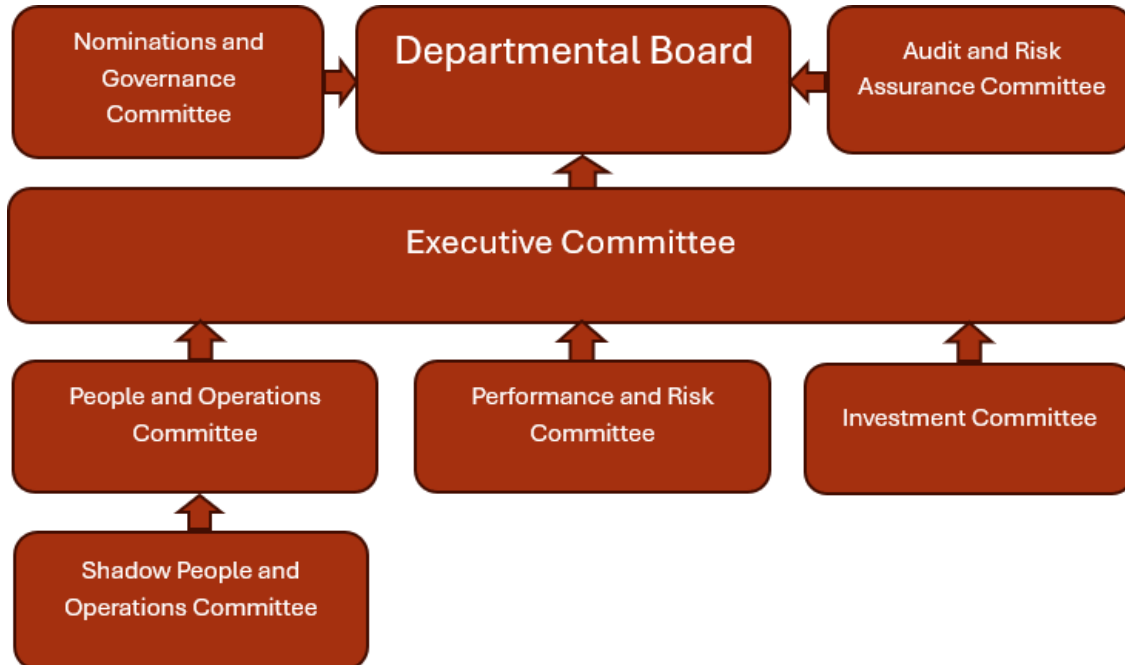 Nominations and
Governance
Committee
Departmental Board
Audit and Risk
Assurance Committee
Executive Committee
People and Operations
Committee
Performance and Risk
Committee
Investment Committee
Shadow People and
Operations Committee